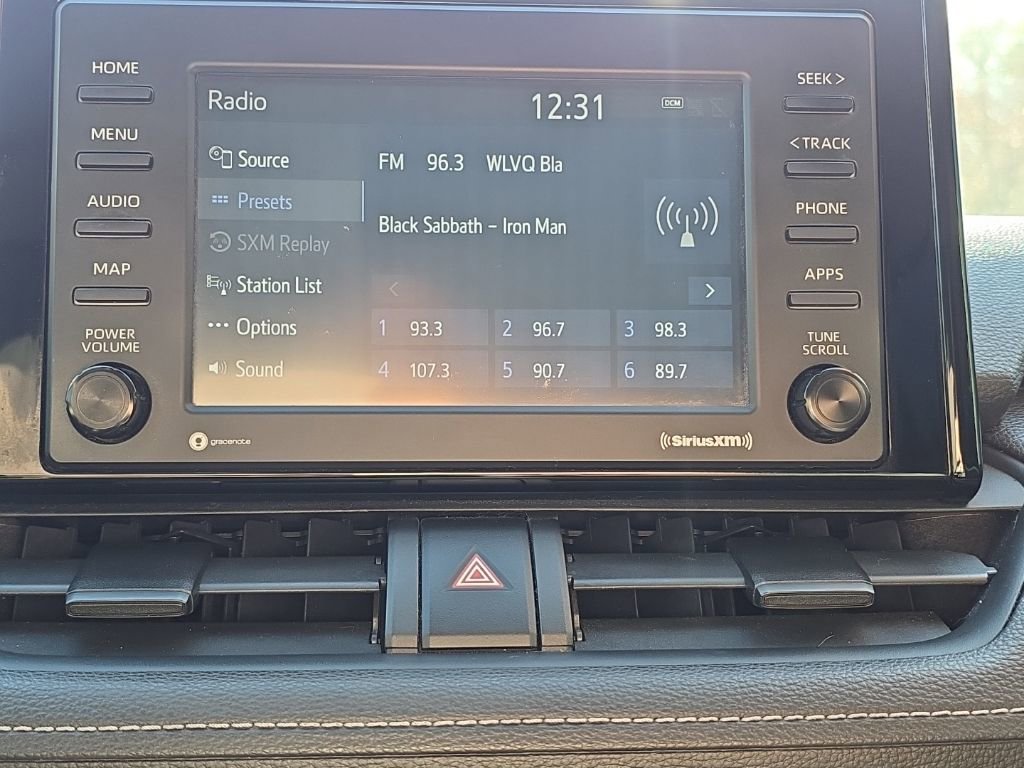 HOME
MENU
AUDIO
MAP
POWER
VOLUME
Radio
12:31
DCM
Source
Presets
SXM Replay
Station List
Options
Sound
FM 96.3 WLVQ Bla
Black Sabbath – Iron Man
<
>
1 93.3
2 96.7
3 98.3
4 107.3
5 90.7
6 89.7
SEEK >
< TRACK
PHONE
APPS
TUNE
SCROLL
gracenote
((SiriusXM))